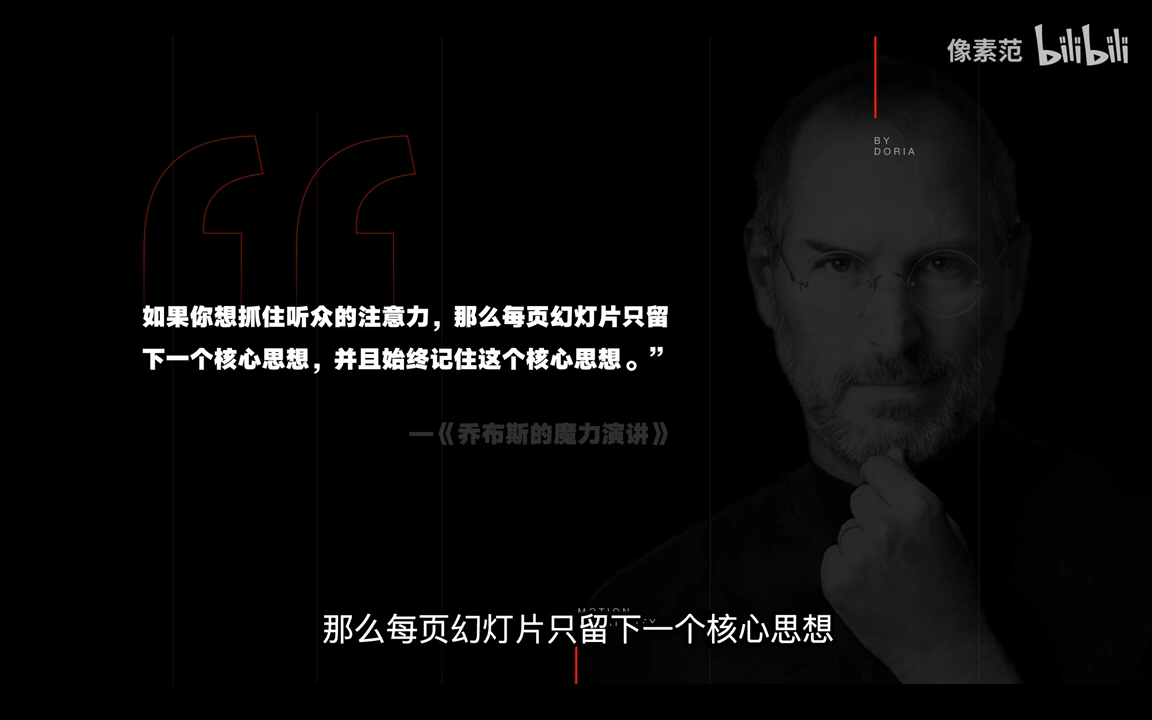 像素范 bilibili
BY
DORIA
如果你想抓住听众的注意力，那么每页幻灯片只留
下一个核心思想，并且始终记住这个核心思想。”
—《乔布斯的魔力演讲》
MOTION
那么每页幻灯片只留下一个核心思想